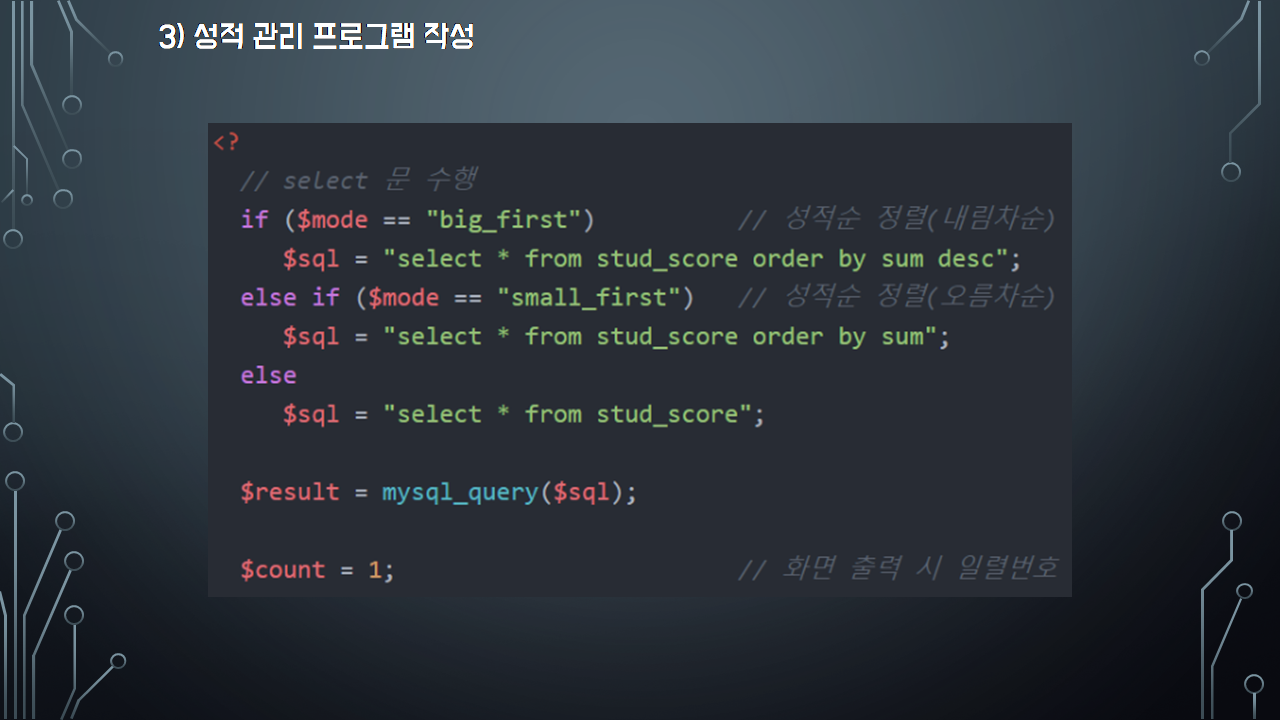 3) 성적 관리 프로그램 작성
<?
// select 문 수행
if ($mode == "big_first") // 성적순 정렬(내림차순)
$sql = "select * from stud_score order by sum desc";
else if ($mode == "small_first") // 성적순 정렬(오름차순)
$sql = "select * from stud_score order by sum";
else
$sql = "select * from stud_score";
$result = mysql_query($sql);
$count = 1; // 화면 출력 시 일렬번호